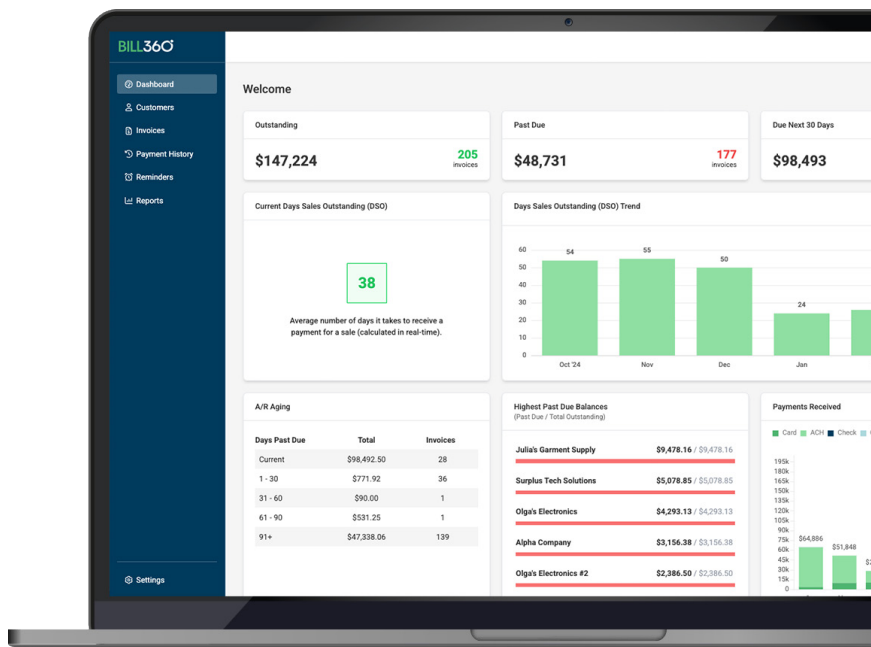 BILL360
Dashboard
Customers
Invoices
Payment History
Reminders
Reports
Settings
Welcome
Outstanding
$147,224
205
invoices
Past Due
$48,731
177
invoices
Due Next 30 Days
$98,493
Current Days Sales Outstanding (DSO)
38
Average number of days it takes to receive a
payment for a sale (calculated in real-time).
Days Sales Outstanding (DSO) Trend
60
50
40
30
20
10
0
54
55
50
24
Oct '24
Nov
Dec
Jan
A/R Aging
Days Past Due Total Invoices
Current $98,492.50 28
1 - 30 $771.92 36
31 - 60 $90.00 1
61 - 90 $531.25 1
91+ $47,338.06 139
Highest Past Due Balances
(Past Due / Total Outstanding)
Julia's Garment Supply $9,478.16 / $9,478.16
Surplus Tech Solutions $5,078.85 / $5,078.85
Olga's Electronics $4,293.13 / $4,293.13
Alpha Company $3,156.38 / $3,156.38
Olga's Electronics #2 $2,386.50 / $2,386.50
Payments Received
Card ACH Check
195k
180k
165k
150k
135k
120k
105k
90k
75k
60k
45k
30k
15k
0
$64,886
$51,848